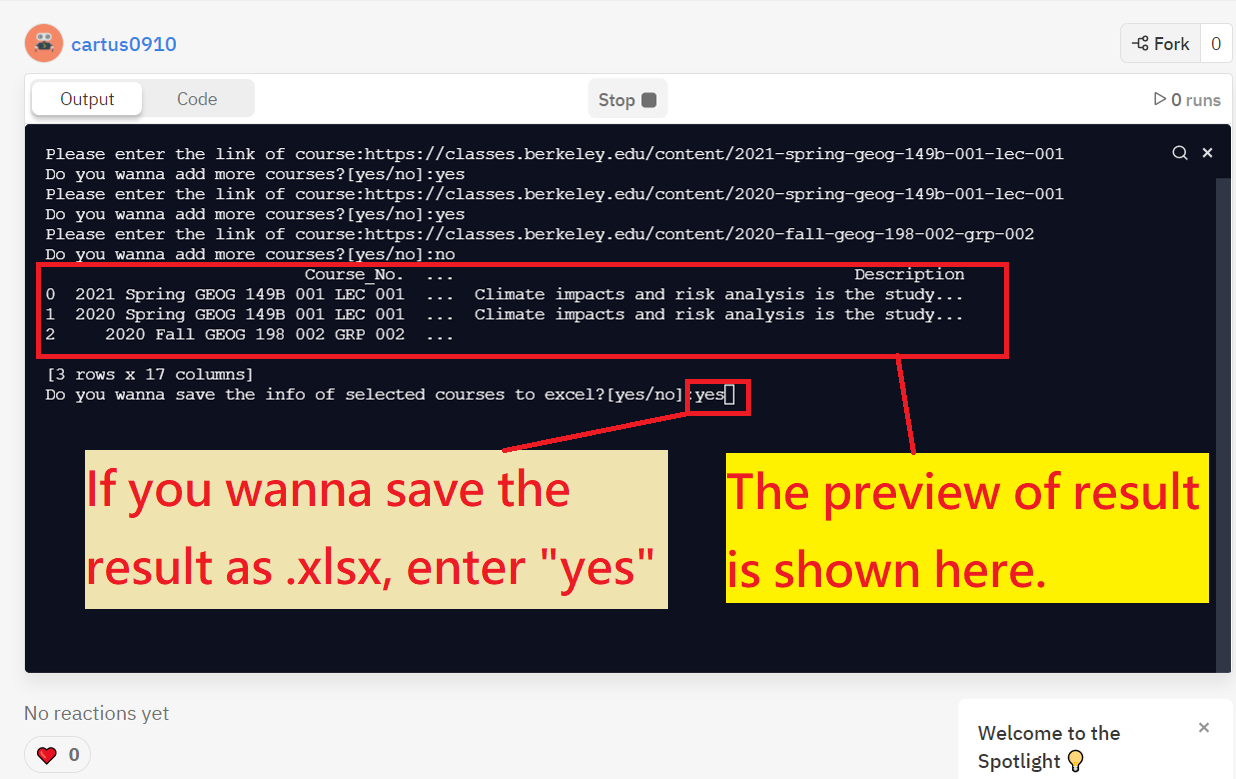 cartus0910
Fork 0
Output Code Stop 0 runs
Please enter the link of course:https://classes.berkeley.edu/content/2021-spring-geog-149b-001-lec-001
Do you wanna add more courses?[yes/no]:yes
Please enter the link of course:https://classes.berkeley.edu/content/2020-spring-geog-149b-001-lec-001
Do you wanna add more courses?[yes/no]:yes
Please enter the link of course:https://classes.berkeley.edu/content/2020-fall-geog-198-002-grp-002
Do you wanna add more courses?[yes/no]:no
Course_No. ... Description
0 2021 Spring GEOG 149B 001 LEC 001 ... Climate impacts and risk analysis is the study...
1 2020 Spring GEOG 149B 001 LEC 001 ... Climate impacts and risk analysis is the study...
2 2020 Fall GEOG 198 002 GRP 002 ...
[3 rows x 17 columns]
Do you wanna save the info of selected courses to excel?[yes/no]:yes
If you wanna save the
result as .xlsx, enter "yes"
The preview of result
is shown here.
No reactions yet
0
Welcome to the
Spotlight